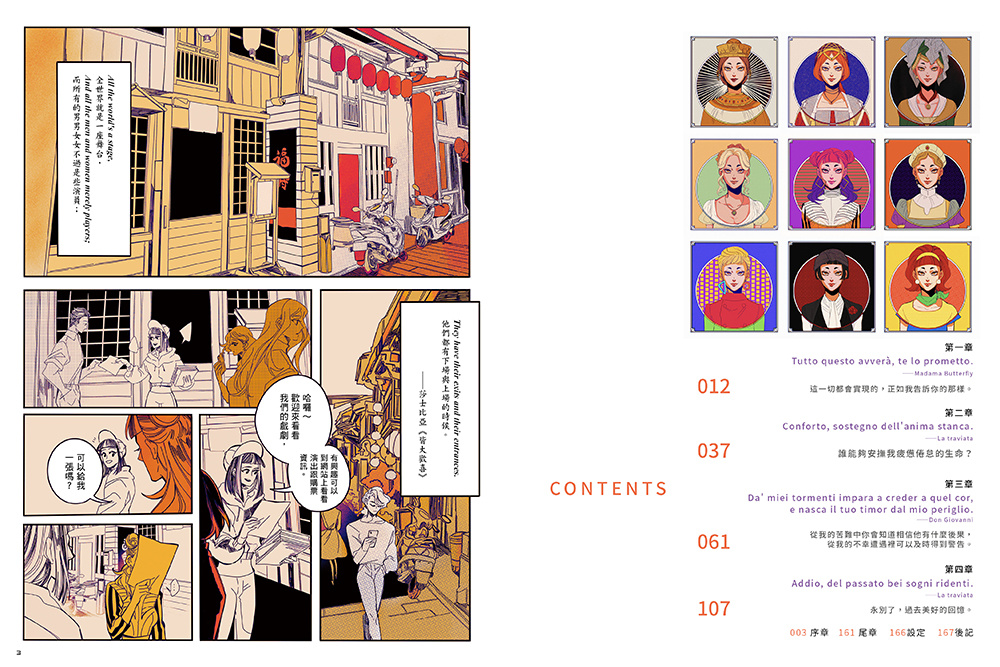 All the world's a stage,
全世界就是一座舞台，
And all the men and women merely players;
而所有的男男女女不過是些演員：
福
They have their exits and their entrances.
他們都有下場與上場的時候。
——莎士比亞《皆大歡喜》
哈囉～
歡迎來看看
我們的戲劇，
有興趣可以
到網站上看看
演出跟購票
資訊。
可以給我
一張嗎？
3
CONTENTS
第一章
Tutto questo avverà, te lo prometto.
——Madama Butterfly
012
這一切都會實現的，正如我告訴你的那樣。
第二章
Conforto, sostegno dell'anima stanca.
——La traviata
037
誰能夠安撫我疲憊倦怠的生命？
第三章
Da' miei tormenti impara a creder a quel cor,
e nasca il tuo timor dal mio periglio.
——Don Giovanni
061
從我的苦難中你會知道相信他有什麼後果，
從我的不幸遭遇裡可以及時得到警告。
第四章
Addio, del passato bei sogni ridenti.
——La traviata
107
永別了，過去美好的回憶。
003 序章 161 尾章 166設定 167後記